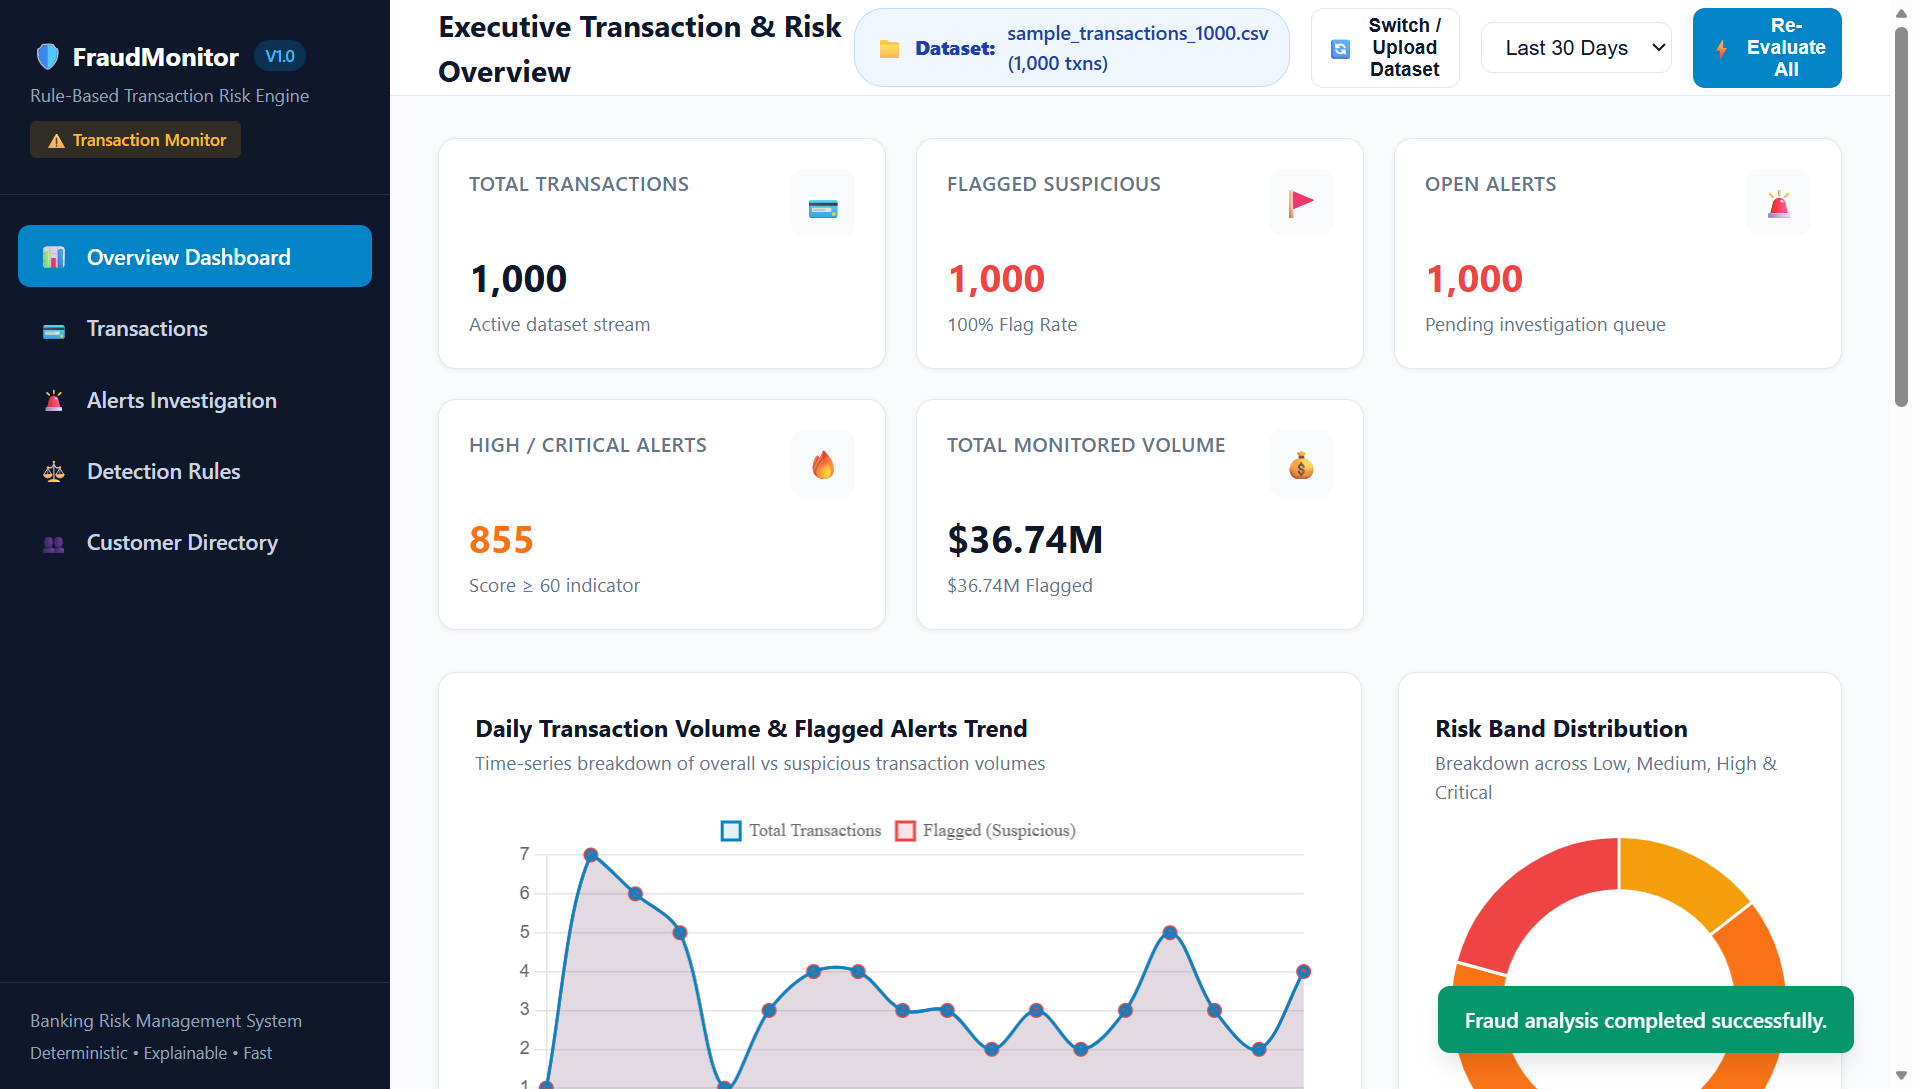 FraudMonitor V1.0
Rule-Based Transaction Risk Engine
Transaction Monitor
Overview Dashboard
Transactions
Alerts Investigation
Detection Rules
Customer Directory
Banking Risk Management System
Deterministic • Explainable • Fast
Executive Transaction & Risk
Overview
Dataset:
sample_transactions_1000.csv
(1,000 txns)
Switch /
Upload
Dataset
Last 30 Days
Re-
Evaluate
All
TOTAL TRANSACTIONS
1,000
Active dataset stream
FLAGGED SUSPICIOUS
1,000
100% Flag Rate
OPEN ALERTS
1,000
Pending investigation queue
HIGH / CRITICAL ALERTS
855
Score ≥ 60 indicator
TOTAL MONITORED VOLUME
$36.74M
$36.74M Flagged
Daily Transaction Volume & Flagged Alerts Trend
Time-series breakdown of overall vs suspicious transaction volumes
Total Transactions Flagged (Suspicious)
7
6
5
4
3
2
1
Risk Band Distribution
Breakdown across Low, Medium, High &
Critical
Fraud analysis completed successfully.